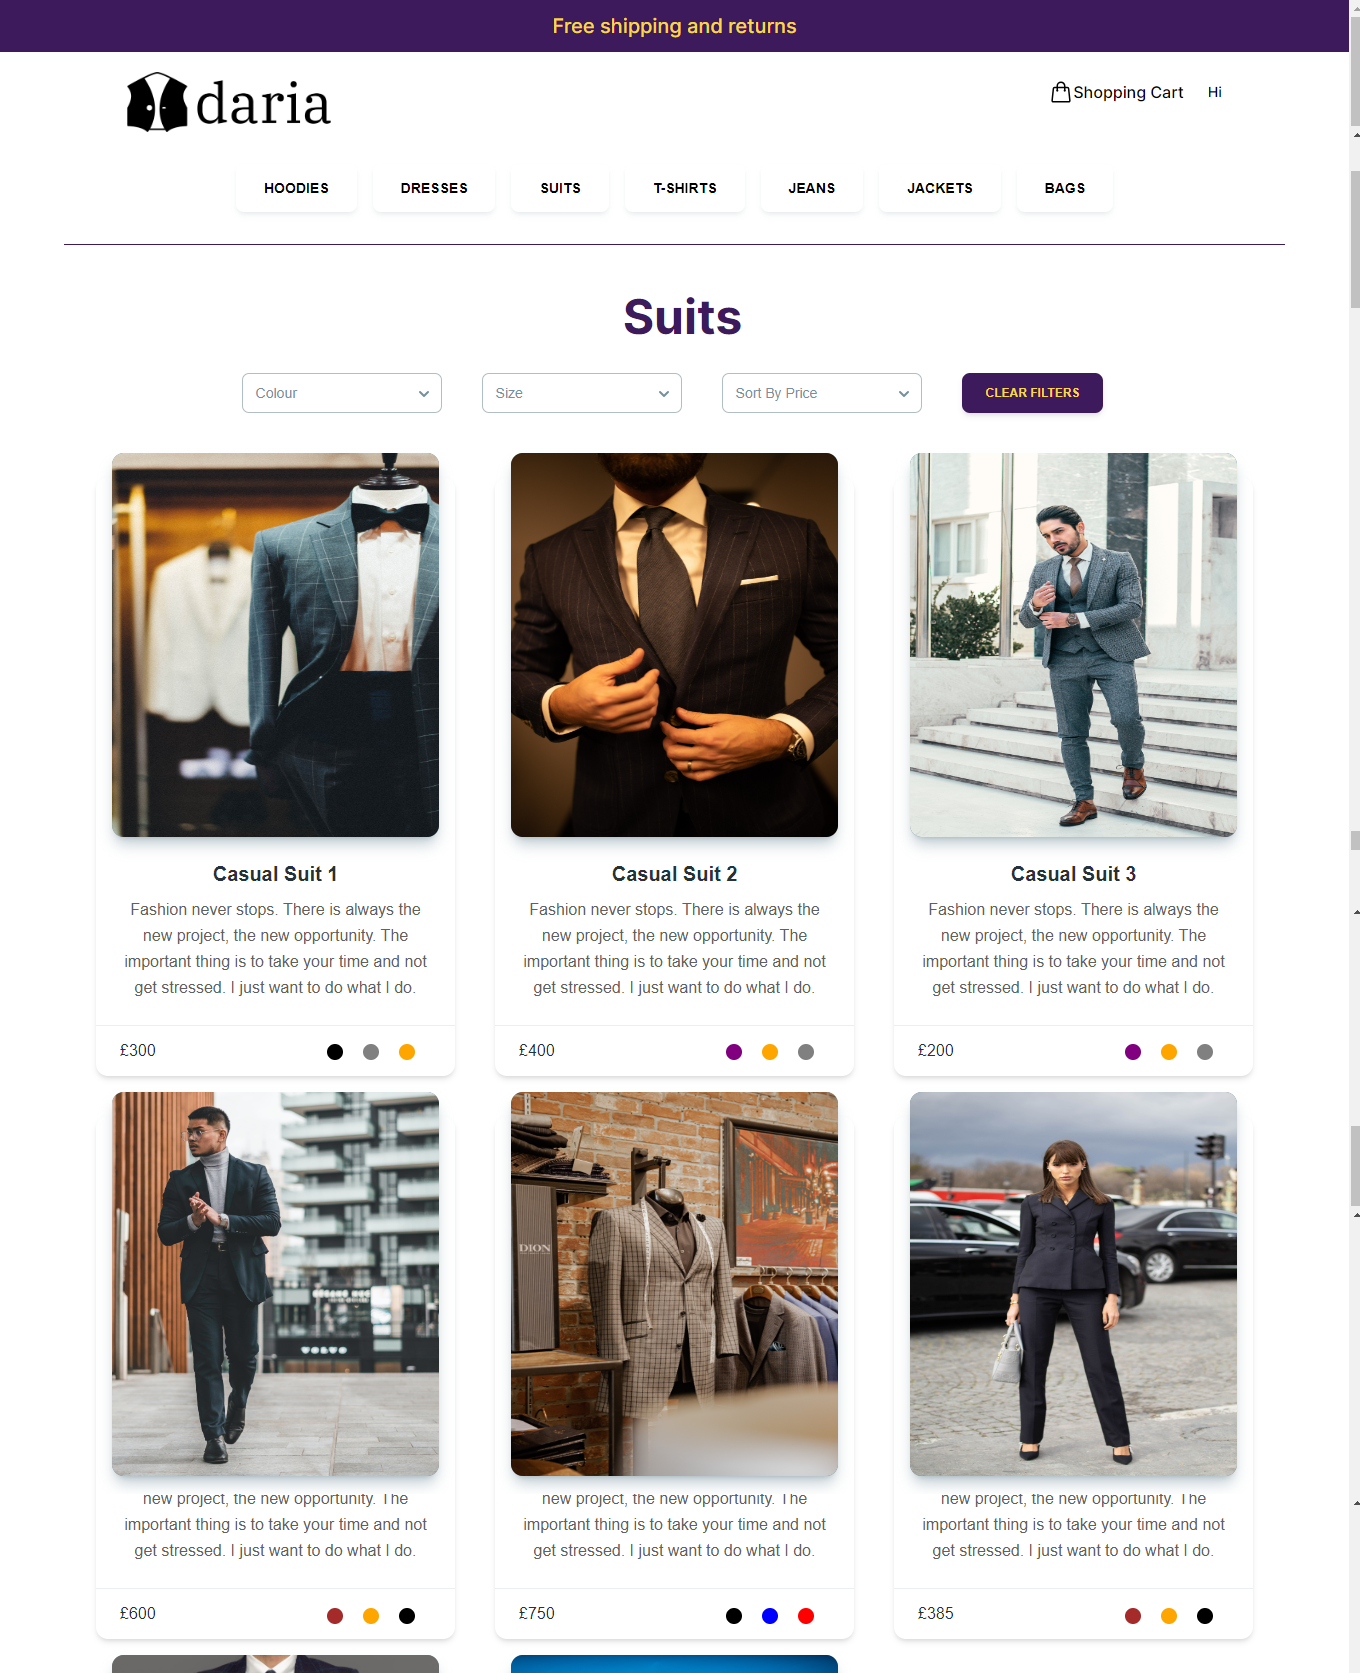 Free shipping and returns
daria
Shopping Cart
Hi
HOODIES
DRESSES
SUITS
T-SHIRTS
JEANS
JACKETS
BAGS
Suits
Colour
Size
Sort By Price
CLEAR FILTERS
Casual Suit 1
Fashion never stops. There is always the
new project, the new opportunity. The
important thing is to take your time and not
get stressed. I just want to do what I do.
£300
Casual Suit 2
Fashion never stops. There is always the
new project, the new opportunity. The
important thing is to take your time and not
get stressed. I just want to do what I do.
£400
Casual Suit 3
Fashion never stops. There is always the
new project, the new opportunity. The
important thing is to take your time and not
get stressed. I just want to do what I do.
£200
VOLVO
new project, the new opportunity. The
important thing is to take your time and not
get stressed. I just want to do what I do.
£600
DION
new project, the new opportunity. The
important thing is to take your time and not
get stressed. I just want to do what I do.
£750
new project, the new opportunity. The
important thing is to take your time and not
get stressed. I just want to do what I do.
£385